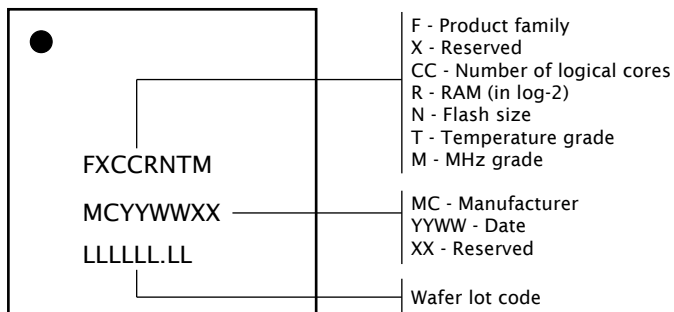 F - Product family
X - Reserved
CC - Number of logical cores
R - RAM (in log-2)
N - Flash size
T - Temperature grade
M - MHz grade
FXCCRNTM
MC - Manufacturer
YYWW - Date
XX - Reserved
MCYYWWXX
LLLLLL.LL
Wafer lot code